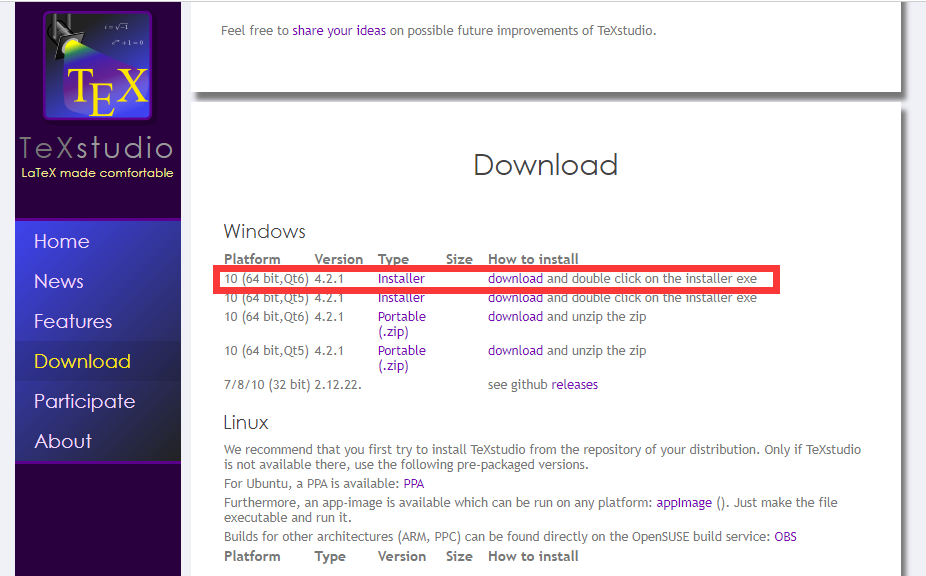 i = √-1
e^iπ + 1 = 0
TEX
TeXstudio
LaTeX made comfortable
Home
News
Features
Download
Participate
About
Feel free to share your ideas on possible future improvements of TeXstudio.
Download
Windows
Platform Version Type Size How to install
10 (64 bit,Qt6) 4.2.1 Installer download and double click on the installer exe
10 (64 bit,Qt5) 4.2.1 Installer download and double click on the installer exe
10 (64 bit,Qt6) 4.2.1 Portable download and unzip the zip
(.zip)
10 (64 bit,Qt5) 4.2.1 Portable download and unzip the zip
(.zip)
7/8/10 (32 bit) 2.12.22. see github releases
Linux
We recommend that you first try to install TeXstudio from the repository of your distribution. Only if TeXstudio
is not available there, use the following pre-packaged versions.
For Ubuntu, a PPA is available: PPA
Furthermore, an app-image is available which can be run on any platform: appImage (). Just make the file
executable and run it.
Builds for other architectures (ARM, PPC) can be found directly on the OpenSUSE build service: OBS
Platform Type Version Size How to install